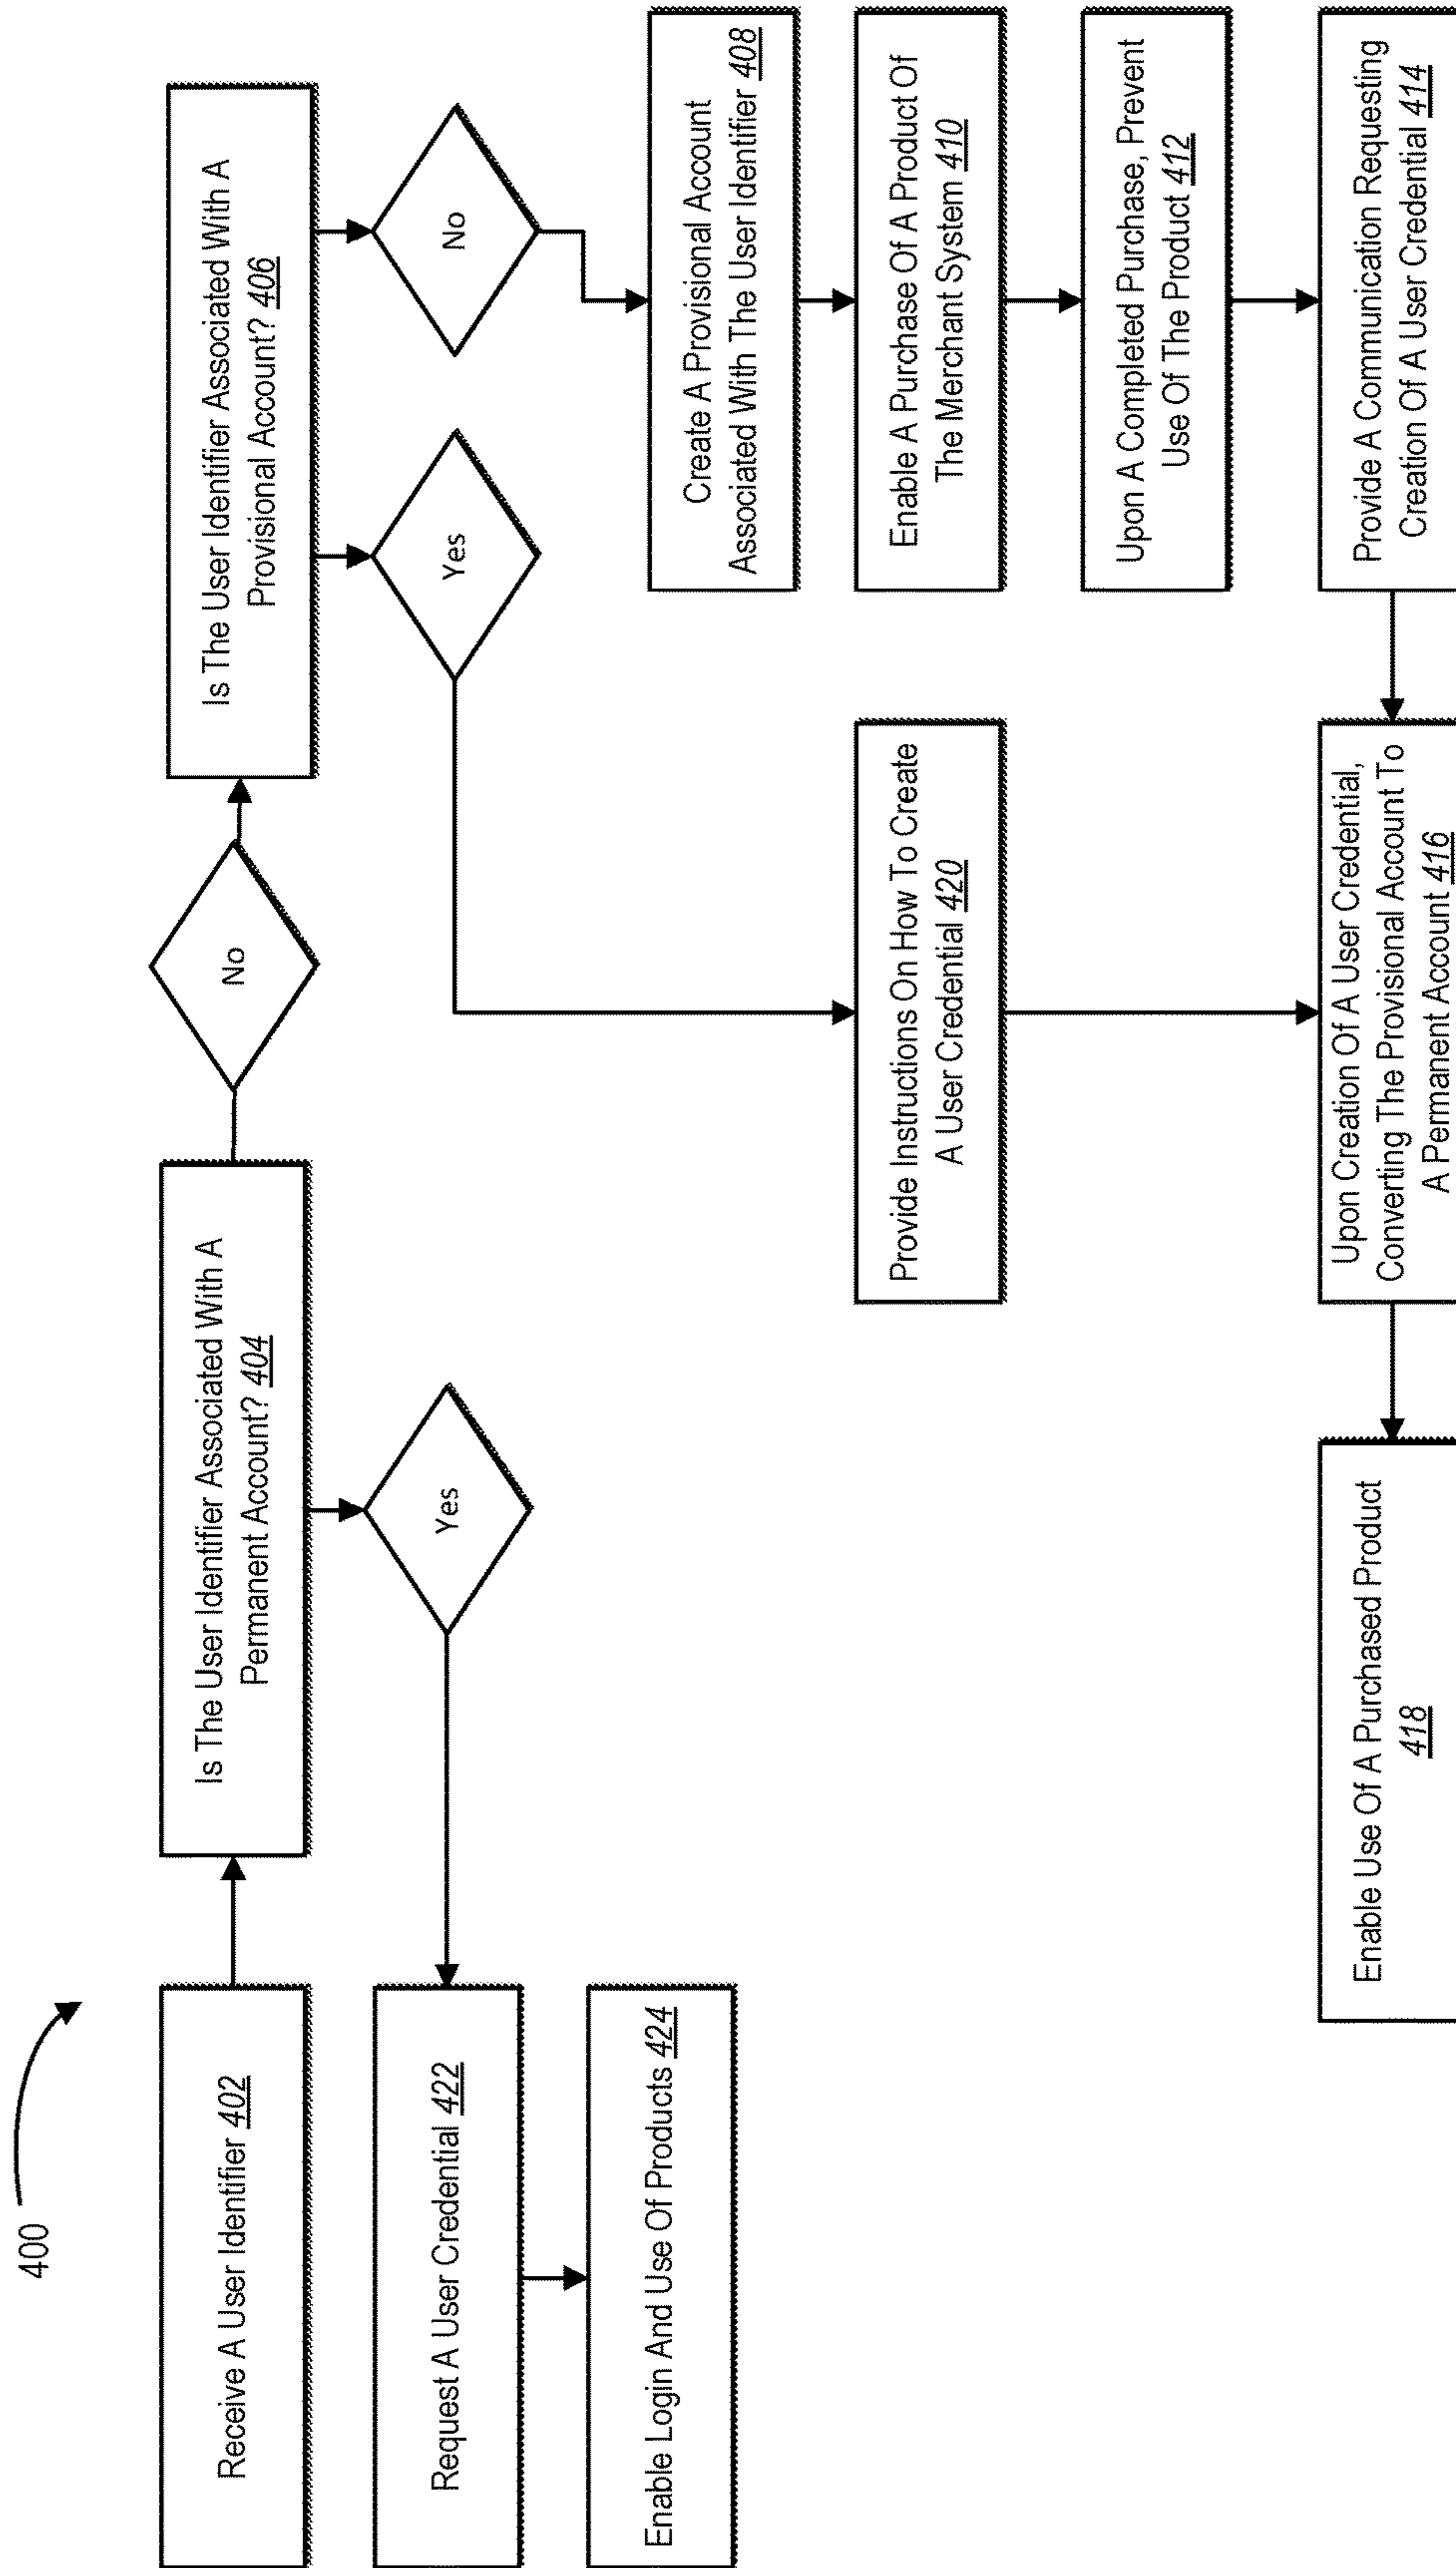 400
Receive A User Identifier 402
Is The User Identifier Associated With A
Permanent Account? 404
No
Is The User Identifier Associated With A
Provisional Account? 406
Yes
Yes
No
Request A User Credential 422
Enable Login And Use Of Products 424
Create A Provisional Account
Associated With The User Identifier 408
Provide Instructions On How To Create
A User Credential 420
Enable A Purchase Of A Product Of
The Merchant System 410
Upon A Completed Purchase, Prevent
Use Of The Product 412
Enable Use Of A Purchased Product
418
Upon Creation Of A User Credential,
Converting The Provisional Account To
A Permanent Account 416
Provide A Communication Requesting
Creation Of A User Credential 414